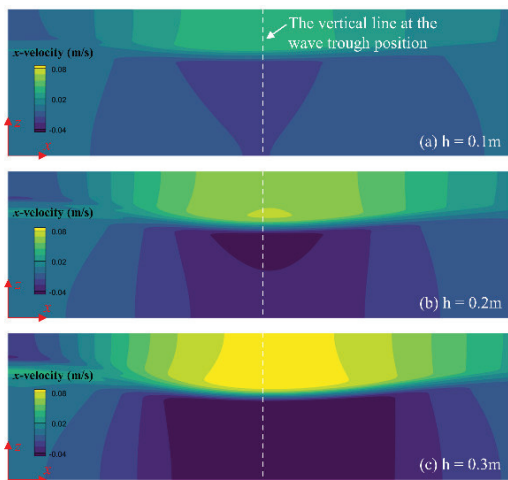 The vertical line at the
wave trough position
x-velocity (m/s)
0.08
0.02
-0.04
z
x
(a) h = 0.1m
x-velocity (m/s)
0.08
0.02
-0.04
z
x
(b) h = 0.2m
x-velocity (m/s)
0.08
0.02
-0.04
z
x
(c) h = 0.3m